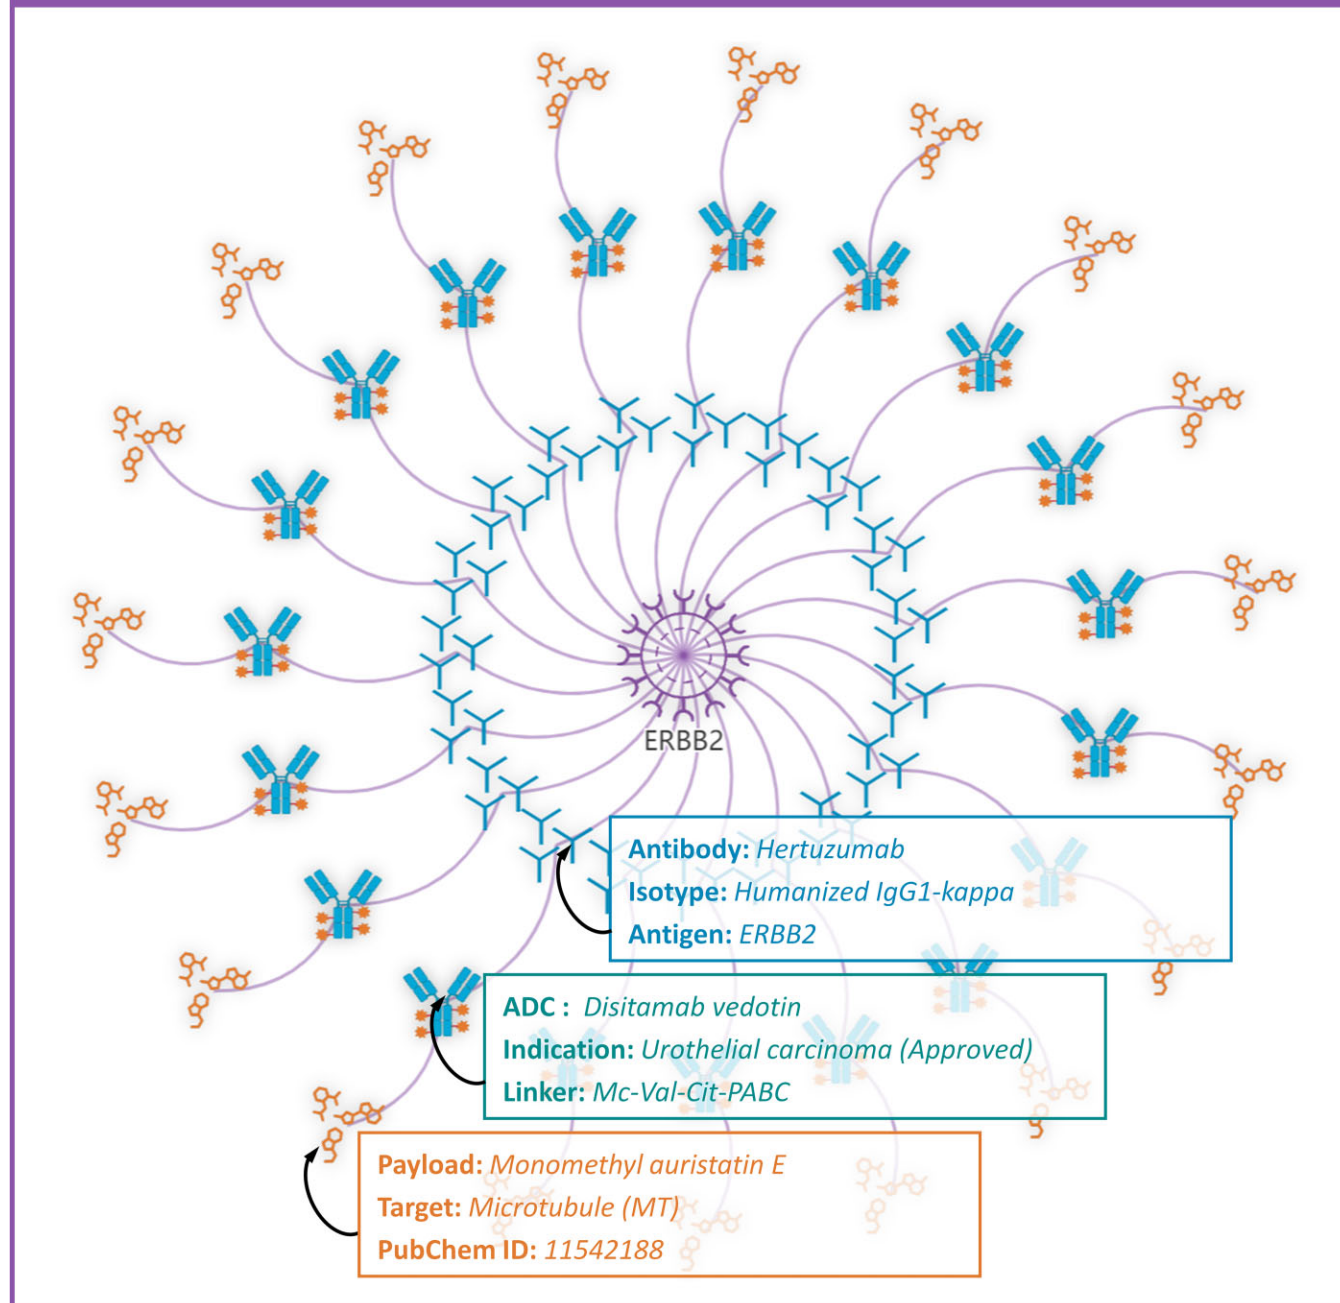 ERBB2
Antibody: Hertuzumab
Isotype: Humanized IgG1-kappa
Antigen: ERBB2
ADC : Disitamab vedotin
Indication: Urothelial carcinoma (Approved)
Linker: Mc-Val-Cit-PABC
Payload: Monomethyl auristatin E
Target: Microtubule (MT)
PubChem ID: 11542188